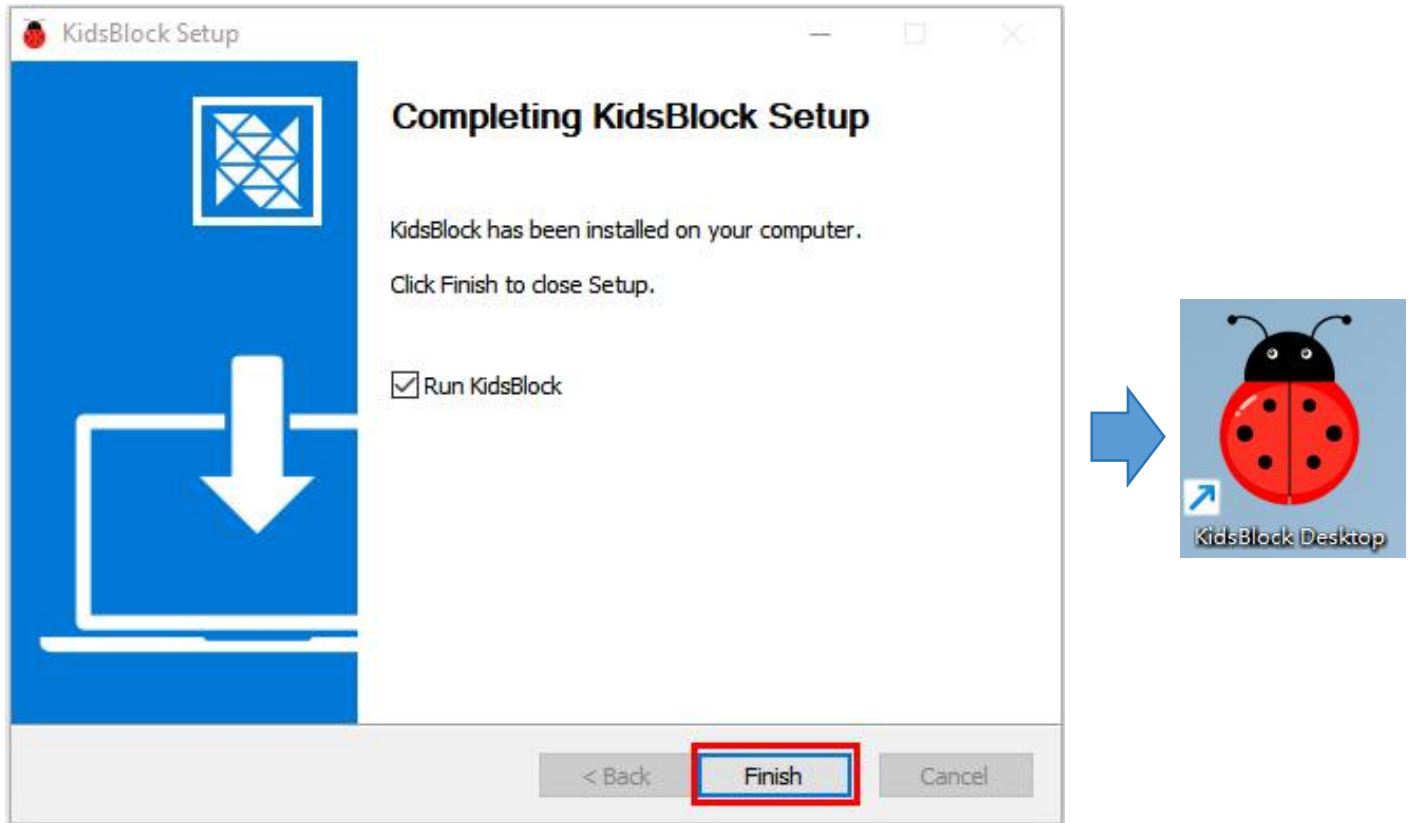 KidsBlock Setup
Completing KidsBlock Setup
KidsBlock has been installed on your computer.
Click Finish to close Setup.
Run KidsBlock
< Back
Finish
Cancel
KidsBlock Desktop